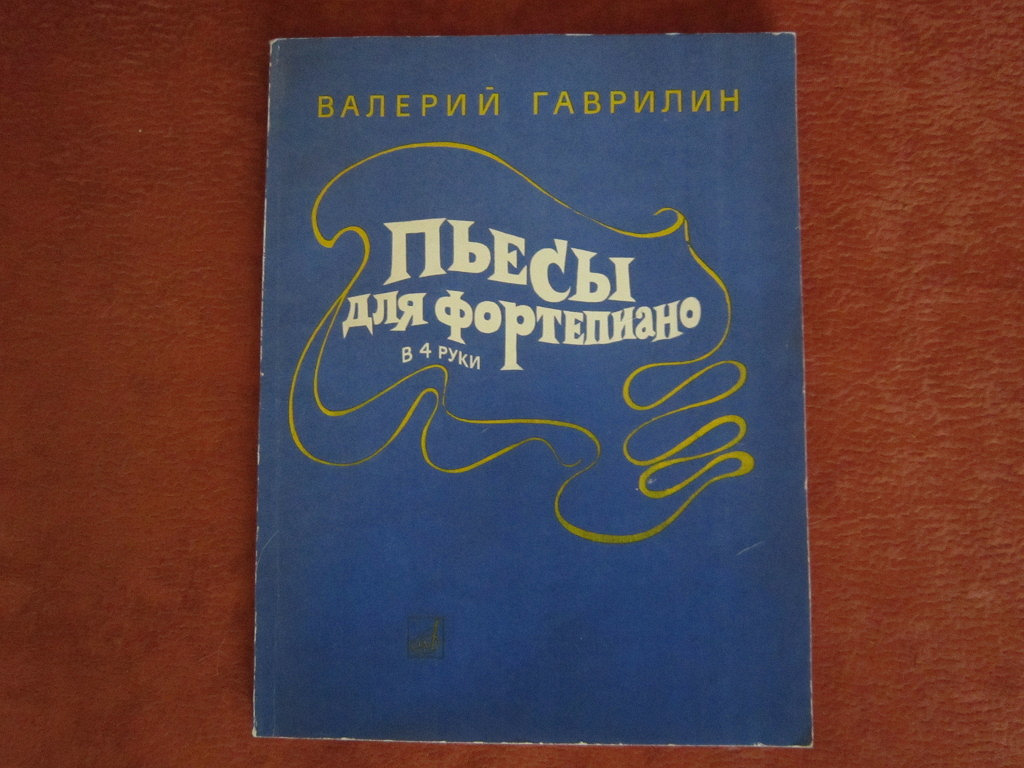 ВАЛЕРИЙ ГАВРИЛИН
ПЬЕСЫ
ДЛЯ ФОРТЕПИАНО
В 4 РУКИ